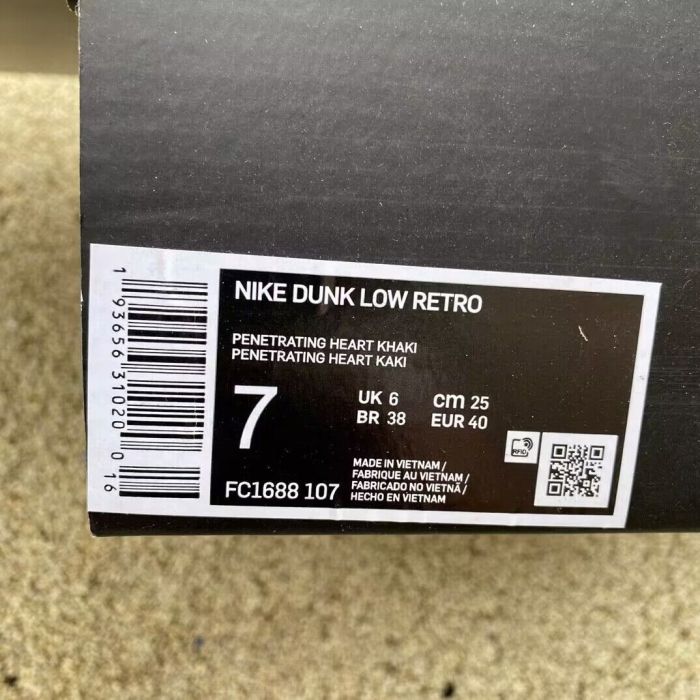 NIKE DUNK LOW RETRO
PENETRATING HEART KHAKI
PENETRATING HEART KAKI
7
UK 6 cm 25
BR 38 EUR 40
MADE IN VIETNAM /
FABRIQUE AU VIETNAM /
FABRICADO NO VIETNÃ /
HECHO EN VIETNAM
FC1688 107
RFID
1 93656 31020 0 16